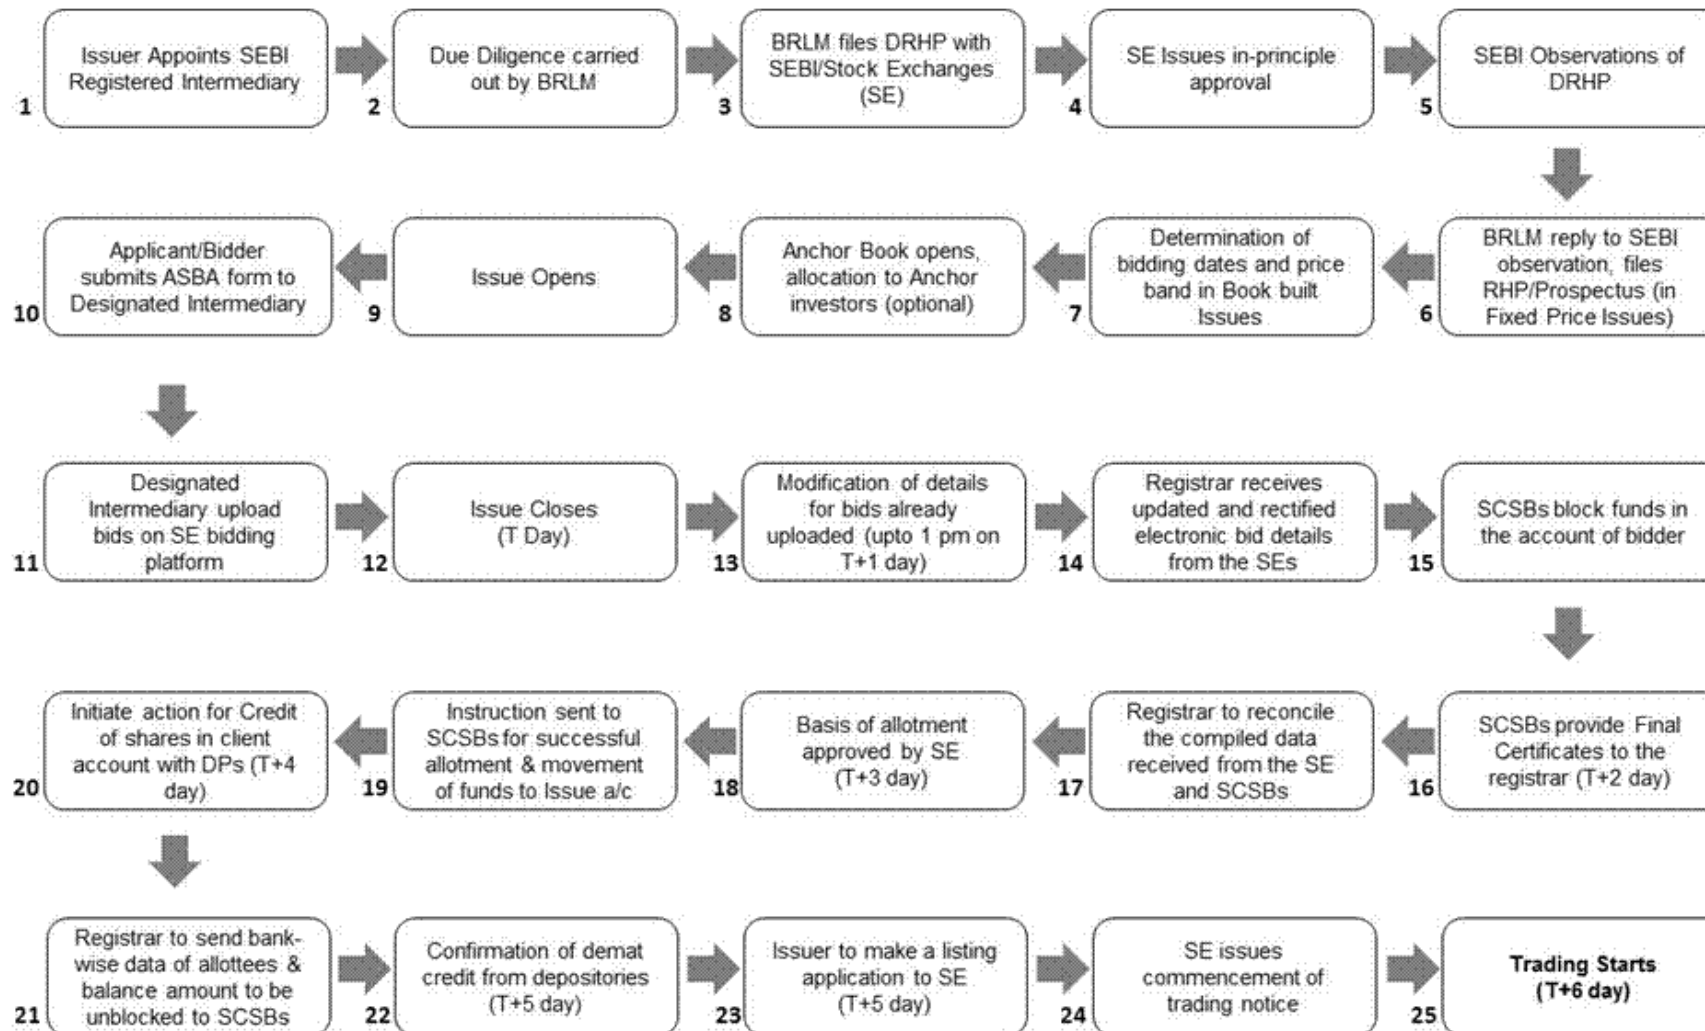 Issuer Appoints SEBI
Registered Intermediary
1
Due Diligence carried
out by BRLM
2
BRLM files DRHP with
SEBI/Stock Exchanges
(SE)
3
SE Issues in-principle
approval
4
SEBI Observations of
DRHP
5
BRLM reply to SEBI
observation, files
RHP/Prospectus (in
Fixed Price Issues)
6
Determination of
bidding dates and price
band in Book built
Issues
7
Anchor Book opens,
allocation to Anchor
investors (optional)
8
Issue Opens
9
Applicant/Bidder
submits ASBA form to
Designated Intermediary
10
Designated
Intermediary upload
bids on SE bidding
platform
11
Issue Closes
(T Day)
12
Modification of details
for bids already
uploaded (upto 1 pm on
T+1 day)
13
Registrar receives
updated and rectified
electronic bid details
from the SEs
14
SCSBs block funds in
the account of bidder
15
SCSBs provide Final
Certificates to the
registrar (T+2 day)
16
Registrar to reconcile
the compiled data
received from the SE
and SCSBs
17
Basis of allotment
approved by SE
(T+3 day)
18
Instruction sent to
SCSBs for successful
allotment & movement
of funds to Issue a/c
19
Initiate action for Credit
of shares in client
account with DPs (T+4
day)
20
Registrar to send bank-
wise data of allottees &
balance amount to be
unblocked to SCSBs
21
Confirmation of demat
credit from depositories
(T+5 day)
22
Issuer to make a listing
application to SE
(T+5 day)
23
SE issues
commencement of
trading notice
24
Trading Starts
(T+6 day)
25